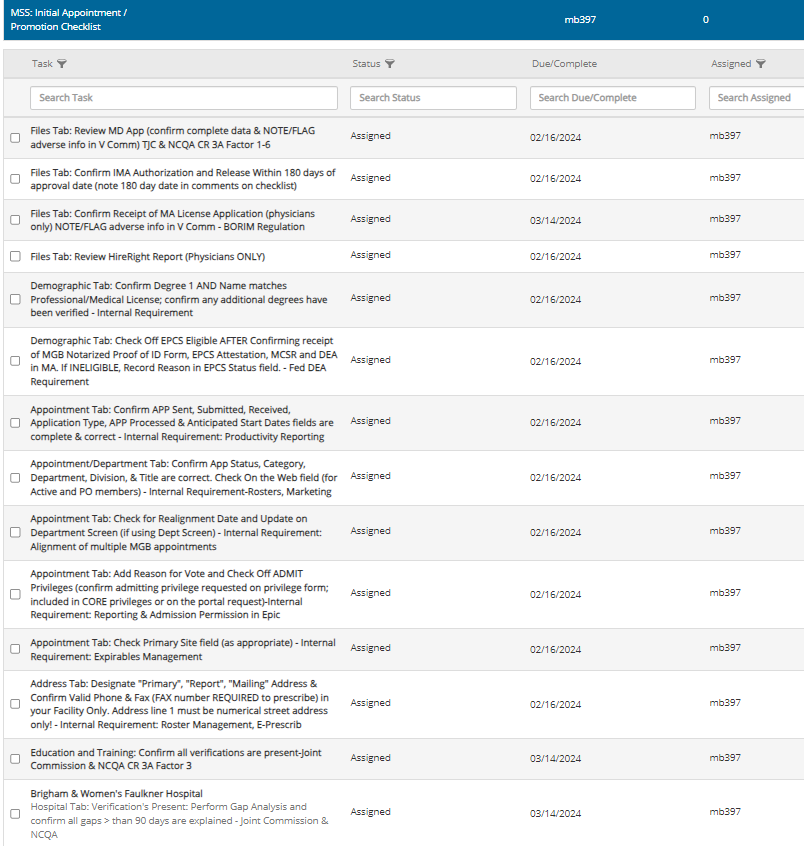 MSS: Initial Appointment /
Promotion Checklist
mb397
0
Task
Status
Due/Complete
Assigned
Search Task
Search Status
Search Due/Complete
Search Assigned
Files Tab: Review MD App (confirm complete data & NOTE/FLAG
adverse info in V Comm) TJC & NCQA CR 3A Factor 1-6
Assigned
02/16/2024
mb397
Files Tab: Confirm IMA Authorization and Release Within 180 days of
approval date (note 180 day date in comments on checklist)
Assigned
02/16/2024
mb397
Files Tab: Confirm Receipt of MA License Application (physicians
only) NOTE/FLAG adverse info in V Comm - BORIM Regulation
Assigned
03/14/2024
mb397
Files Tab: Review HireRight Report (Physicians ONLY)
Assigned
02/16/2024
mb397
Demographic Tab: Confirm Degree 1 AND Name matches
Professional/Medical License; confirm any additional degrees have
been verified - Internal Requirement
Assigned
02/16/2024
mb397
Demographic Tab: Check Off EPCS Eligible AFTER Confirming receipt
of MGB Notarized Proof of ID Form, EPCS Attestation, MCSR and DEA
in MA. If INELIGIBLE, Record Reason in EPCS Status field. - Fed DEA
Requirement
Assigned
02/16/2024
mb397
Appointment Tab: Confirm APP Sent, Submitted, Received,
Application Type, APP Processed & Anticipated Start Dates fields are
complete & correct - Internal Requirement: Productivity Reporting
Assigned
02/16/2024
mb397
Appointment/Department Tab: Confirm App Status, Category,
Department, Division, & Title are correct. Check On the Web field (for
Active and PO members) - Internal Requirement-Rosters, Marketing
Assigned
02/16/2024
mb397
Appointment Tab: Check for Realignment Date and Update on
Department Screen (if using Dept Screen) - Internal Requirement:
Alignment of multiple MGB appointments
Assigned
02/16/2024
mb397
Appointment Tab: Add Reason for Vote and Check Off ADMIT
Privileges (confirm admitting privilege requested on privilege form;
included in CORE privileges or on the portal request)-Internal
Requirement: Reporting & Admission Permission in Epic
Assigned
02/16/2024
mb397
Appointment Tab: Check Primary Site field (as appropriate) - Internal
Requirement: Expirables Management
Assigned
02/16/2024
mb397
Address Tab: Designate "Primary", "Report", "Mailing" Address &
Confirm Valid Phone & Fax (FAX number REQUIRED to prescribe) in
your Facility Only. Address line 1 must be numerical street address
only! - Internal Requirement: Roster Management, E-Prescrib
Assigned
02/16/2024
mb397
Education and Training: Confirm all verifications are present-Joint
Commission & NCQA CR 3A Factor 3
Assigned
03/14/2024
mb397
Brigham & Women's Faulkner Hospital
Hospital Tab: Verification's Present: Perform Gap Analysis and
confirm all gaps > than 90 days are explained - Joint Commission &
NCQA
Assigned
03/14/2024
mb397